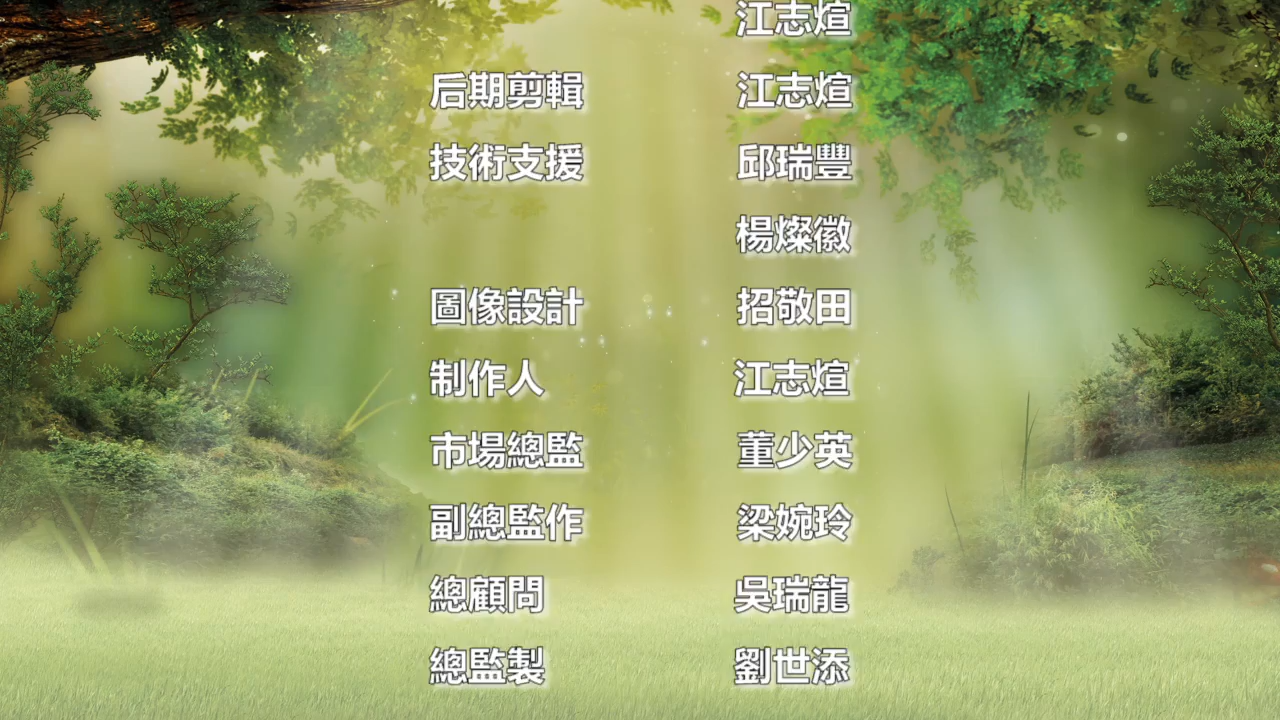 江志煊
后期剪輯 江志煊
技術支援 邱瑞豐
楊燦徽
圖像設計 招敬田
制作人 江志煊
市場總監 董少英
副總監作 梁婉玲
總顧問 吳瑞龍
總監製 劉世添